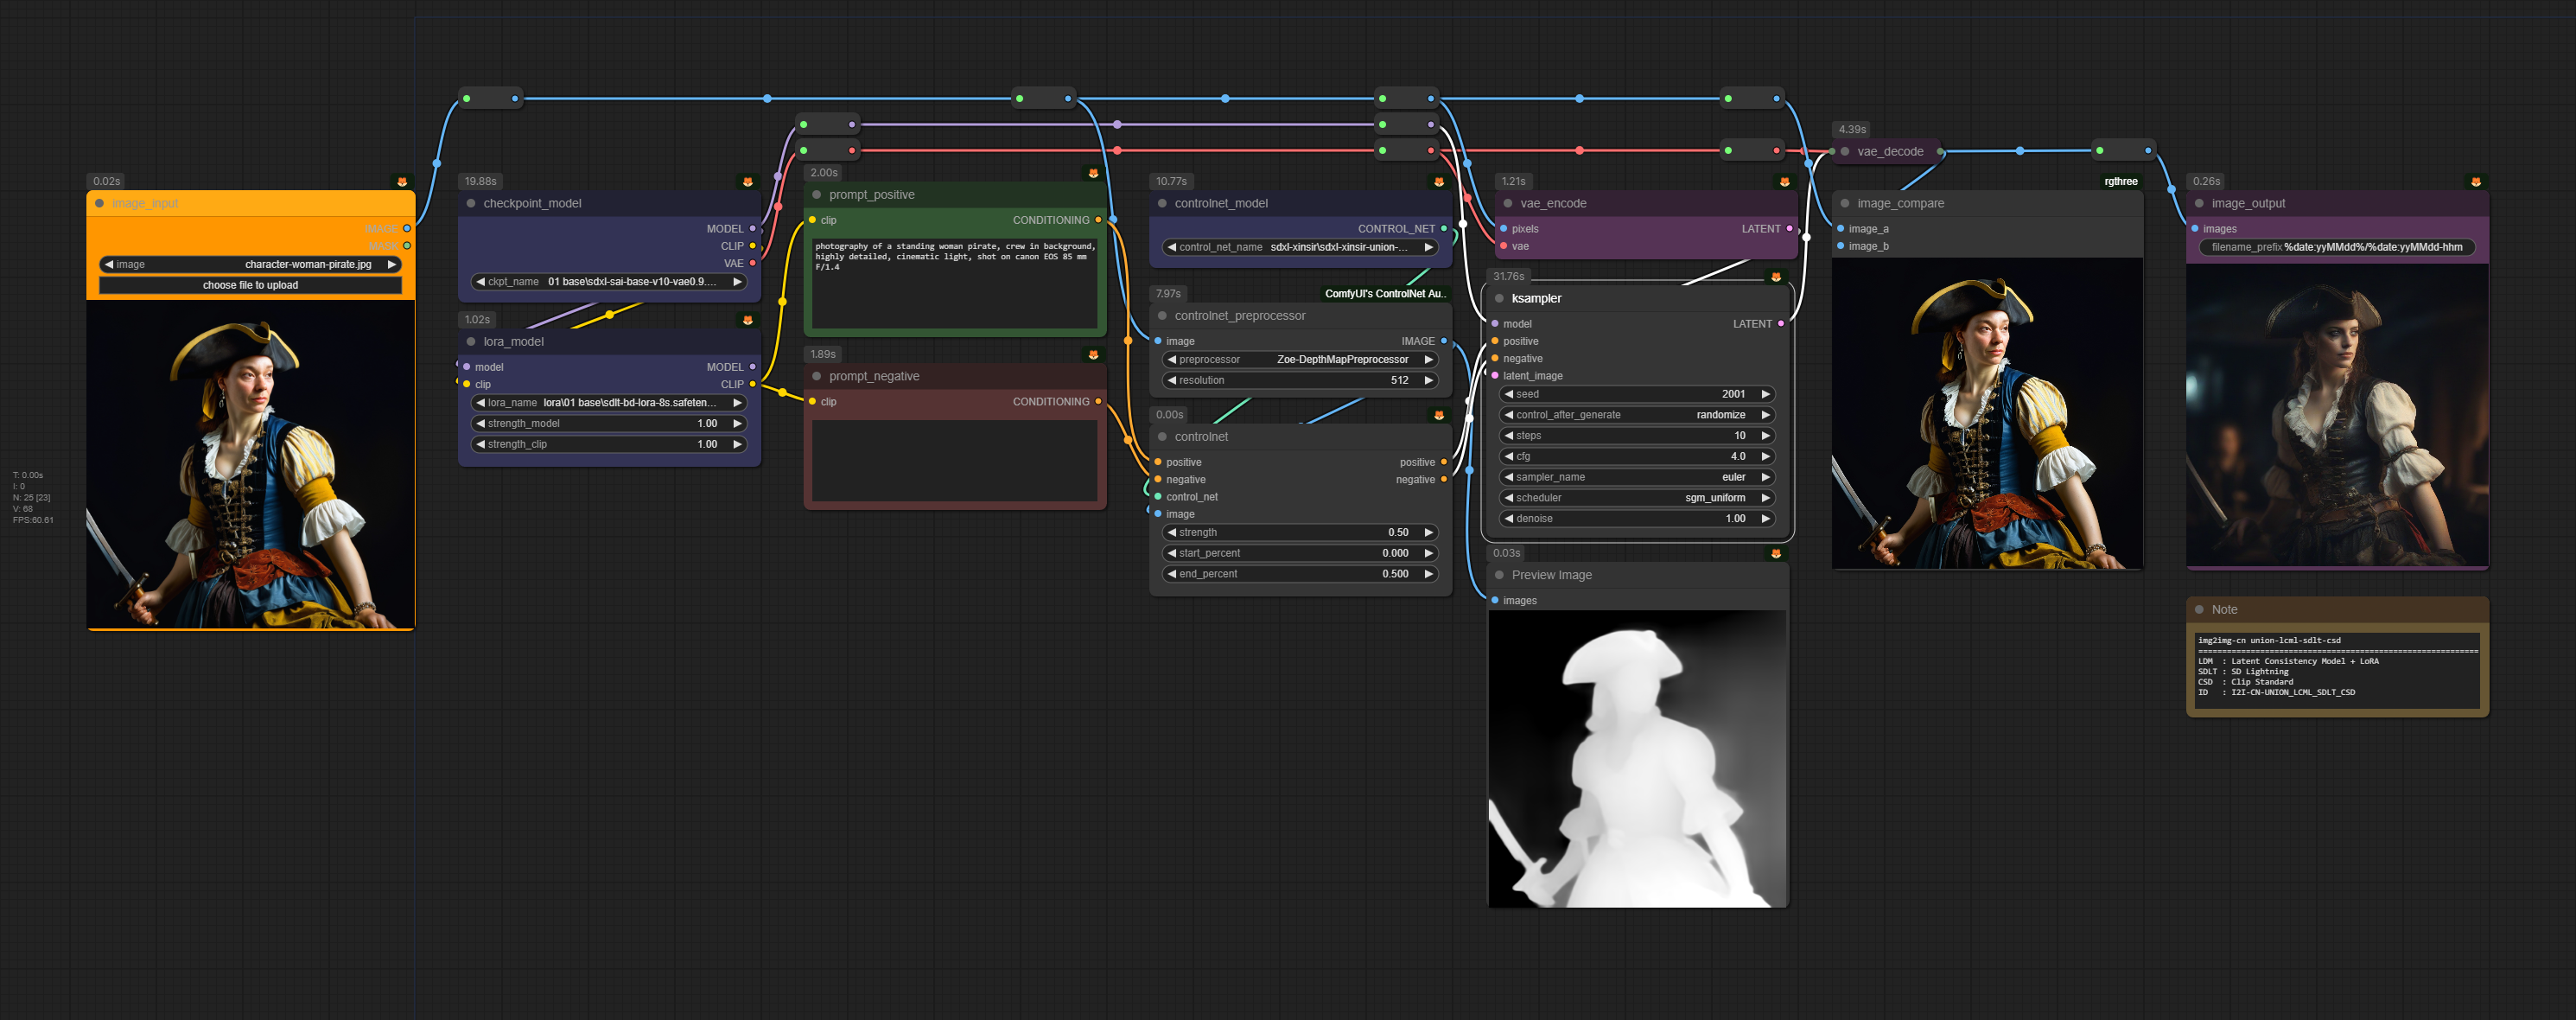 T: 0.00s
I: 0
N: 25 [23]
V: 68
FPS:60.61
0.02s
image_input
IMAGE
MASK
image character-woman-pirate.jpg
choose file to upload
19.88s
checkpoint_model
MODEL
CLIP
VAE
ckpt_name 01 base\sdxl-sai-base-v10-vae0.9....
1.02s
lora_model
model MODEL
clip CLIP
lora_name lora\01 base\sdlt-bd-lora-8s.safeten...
strength_model 1.00
strength_clip 1.00
2.00s
prompt_positive
clip CONDITIONING
photography of a standing woman pirate, crew in background,
highly detailed, cinematic light, shot on canon EOS 85 mm
F/1.4
1.89s
prompt_negative
clip CONDITIONING
10.77s
controlnet_model
CONTROL_NET
control_net_name sdxl-xinsir\sdxl-xinsir-union-...
7.97s
ComfyUI's ControlNet Au..
controlnet_preprocessor
image IMAGE
preprocessor Zoe-DepthMapPreprocessor
resolution 512
0.00s
controlnet
positive positive
negative negative
control_net
image
strength 0.50
start_percent 0.000
end_percent 0.500
1.21s
vae_encode
pixels LATENT
vae
31.76s
ksampler
model LATENT
positive
negative
latent_image
seed 2001
control_after_generate randomize
steps 10
cfg 4.0
sampler_name euler
scheduler sgm_uniform
denoise 1.00
0.03s
Preview Image
images
4.39s
vae_decode
rgthree
image_compare
image_a
image_b
0.26s
image_output
images
filename_prefix %date:yyMMdd%/%date:yyMMdd-hhm
Note
img2img-cn union-lcml-sdlt-csd
==========================================================
LDM : Latent Consistency Model + LoRA
SDLT : SD Lightning
CSD : Clip Standard
ID : I2I-CN-UNION_LCML_SDLT_CSD